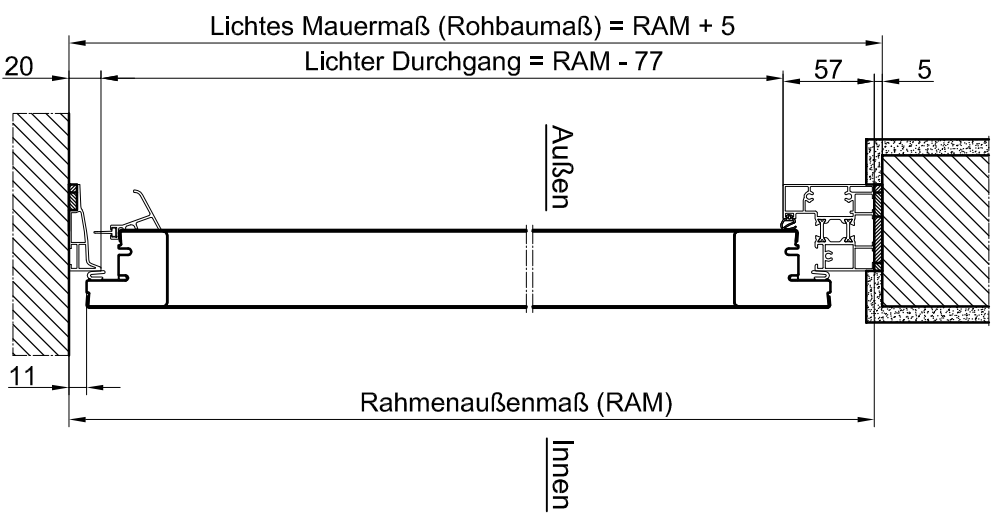 Lichtes Mauermaß (Rohbaumaß) = RAM + 5
20
Lichter Durchgang = RAM - 77
57
5
Außen
11
Rahmenaußenmaß (RAM)
Innen